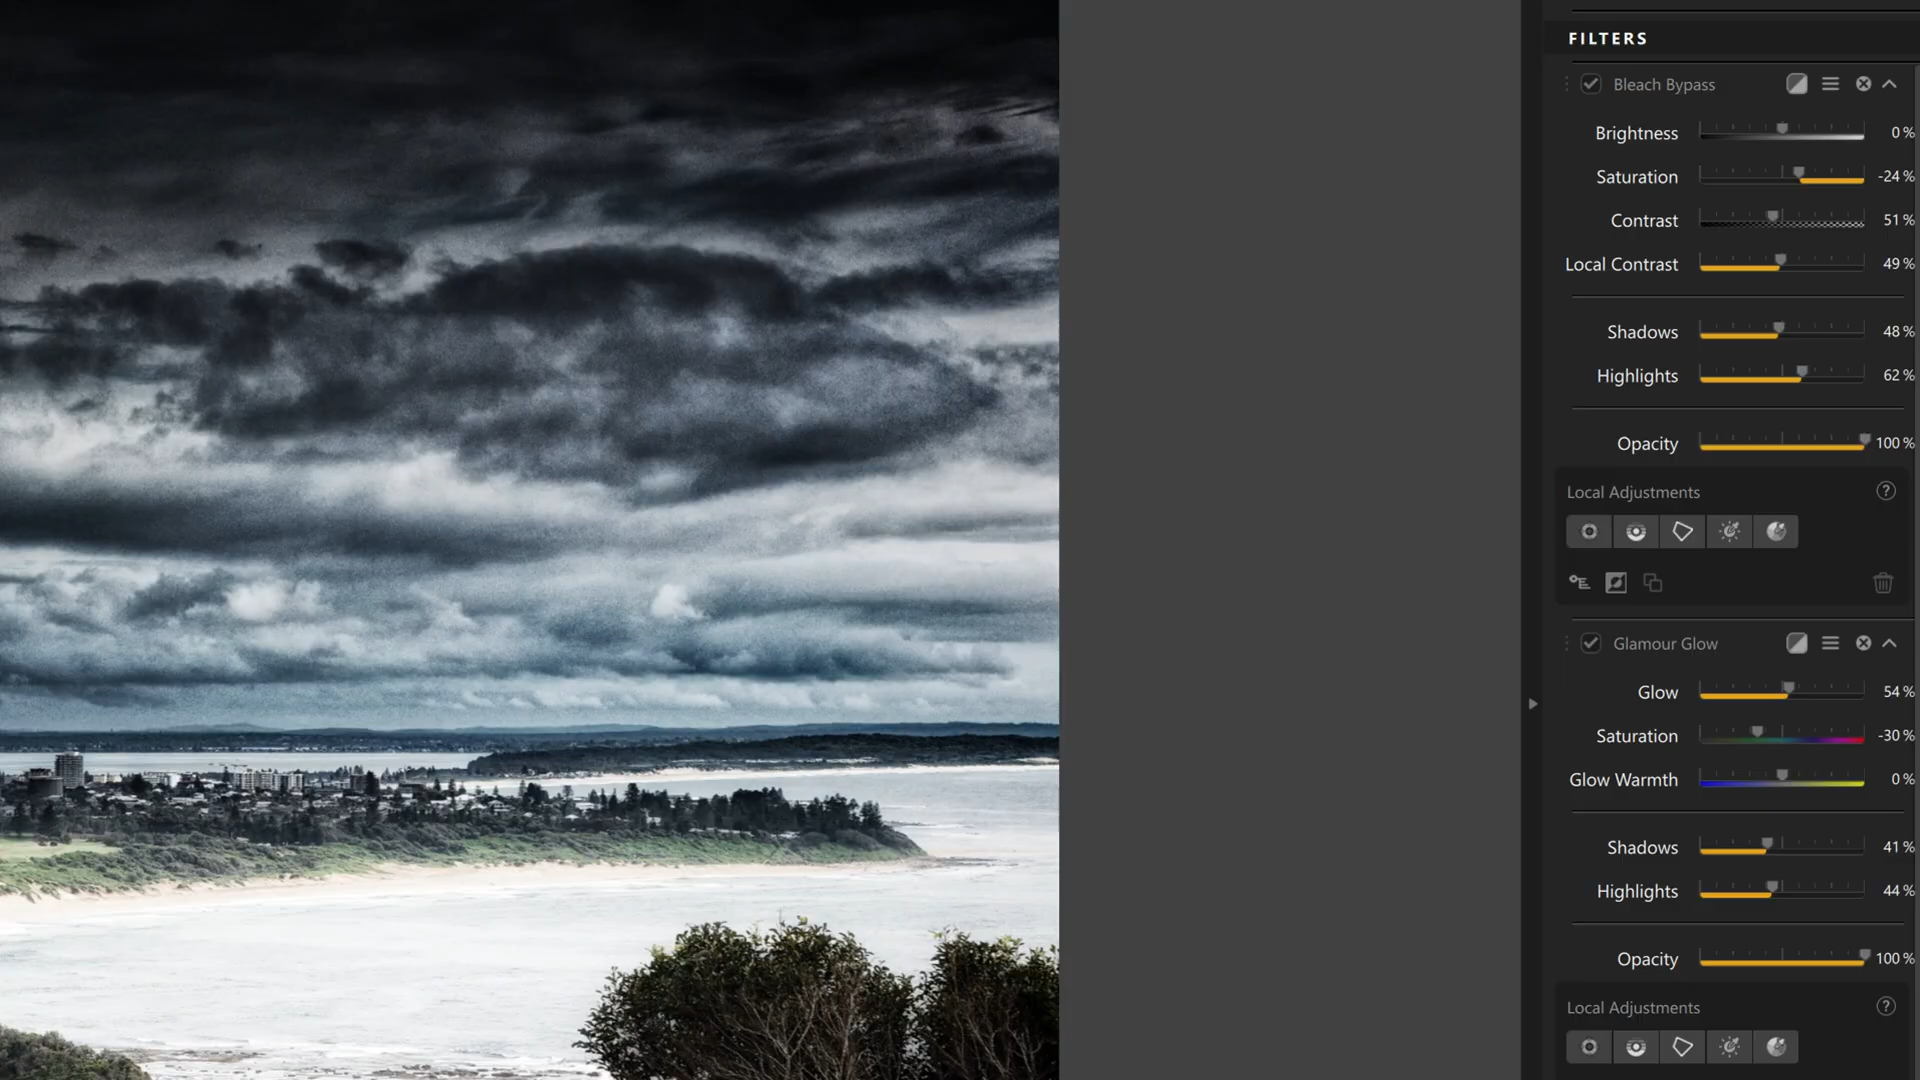 FILTERS
Bleach Bypass
Brightness 0 %
Saturation -24 %
Contrast 51 %
Local Contrast 49 %
Shadows 48 %
Highlights 62 %
Opacity 100 %
Local Adjustments ?
Glamour Glow
Glow 54 %
Saturation -30 %
Glow Warmth 0 %
Shadows 41 %
Highlights 44 %
Opacity 100 %
Local Adjustments ?